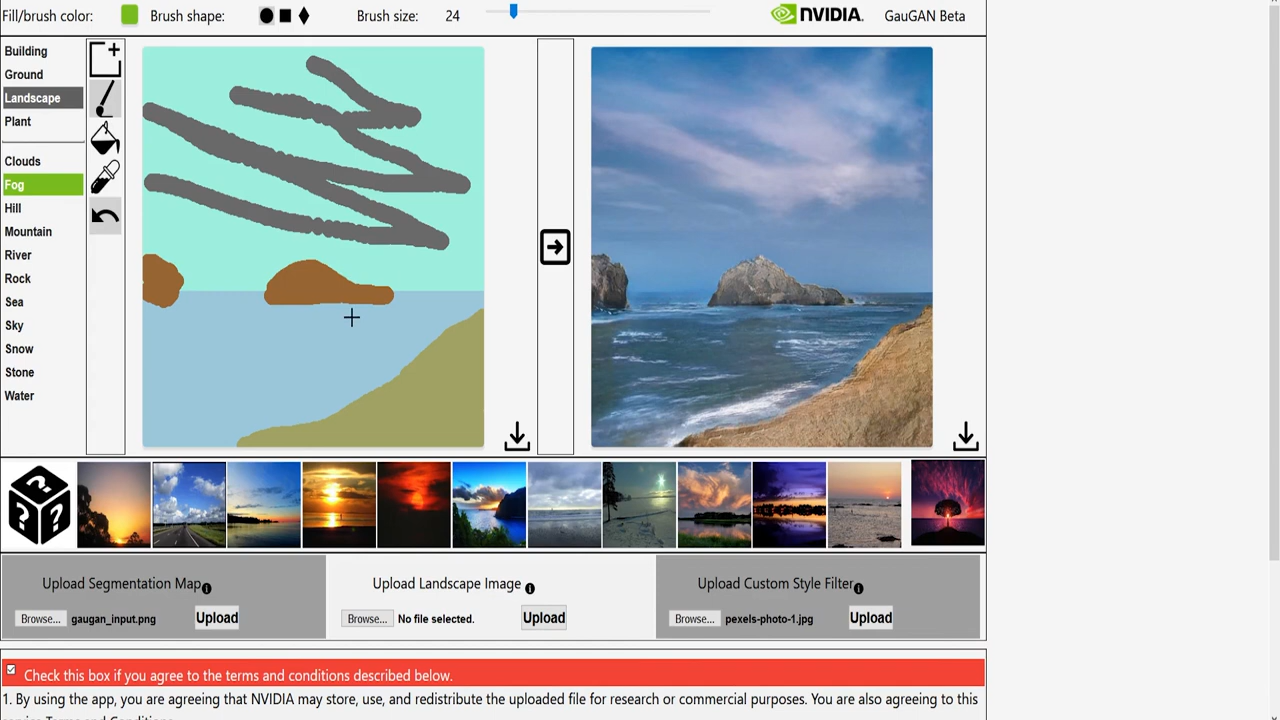 Fill/brush color: Brush shape: Brush size: 24 NVIDIA. GauGAN Beta
Building
Ground
Landscape
Plant
Clouds
Fog
Hill
Mountain
River
Rock
Sea
Sky
Snow
Stone
Water
? ? ?
Upload Segmentation Map i Upload Landscape Image i Upload Custom Style Filter i
Browse... gaugan_input.png Upload Browse... No file selected. Upload Browse... pexels-photo-1.jpg Upload
Check this box if you agree to the terms and conditions described below.
1. By using the app, you are agreeing that NVIDIA may store, use, and redistribute the uploaded file for research or commercial purposes. You are also agreeing to this
service Terms and Conditions